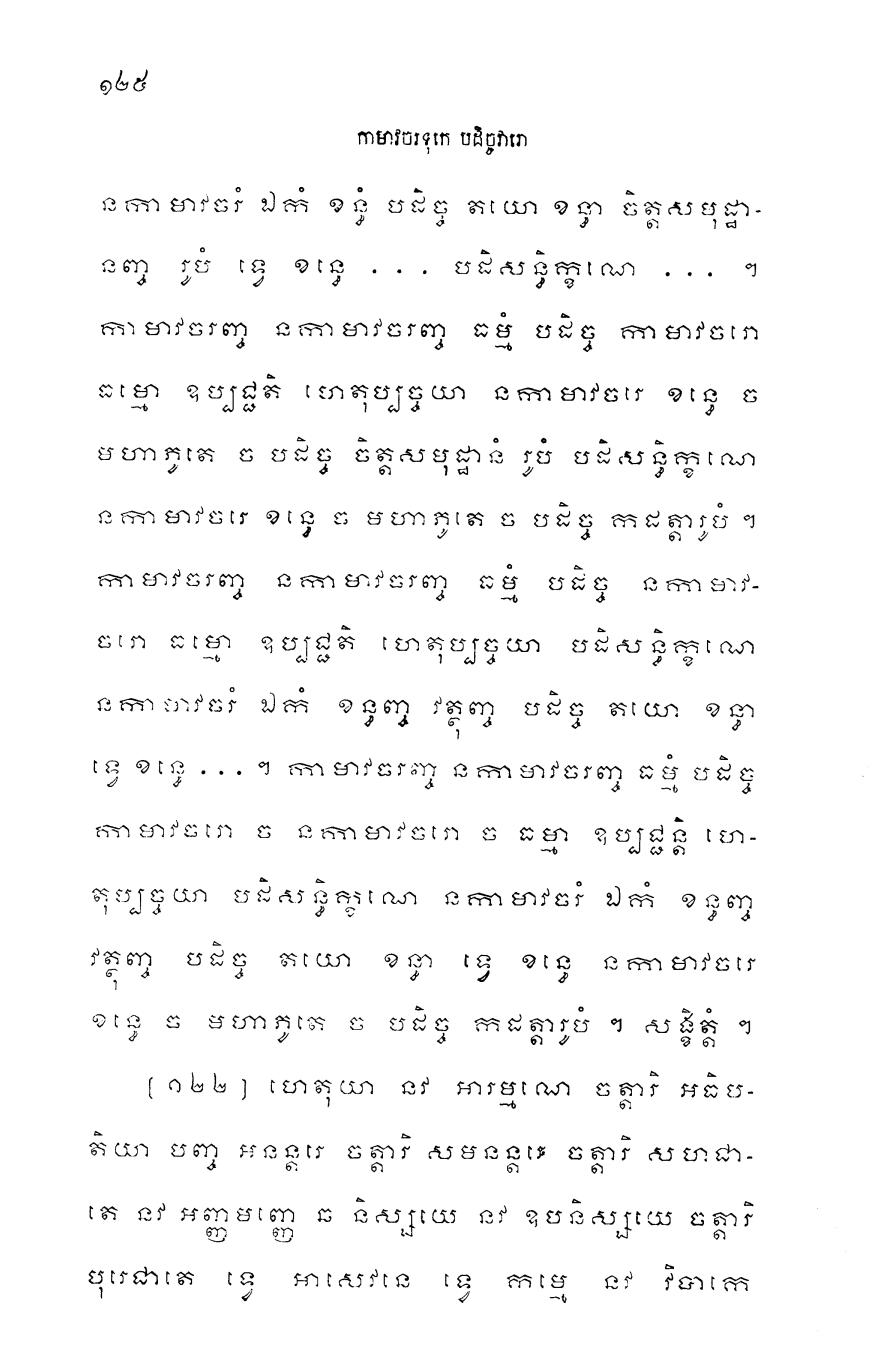 ១២៥
កាមាវចរទុកេ បដិច្ចវារោ
នកាមាវចរំ ឯកំ ខន្ធំ បដិច្ច តយោ ខន្ធា ចិត្តសមុដ្ឋា-
នញ្ច រូបំ ទ្វេ ខន្ធេ ... បដិសន្ធិក្ខណេ ... ។
កាមាវចរញ្ច នកាមាវចរញ្ច ធម្មំ បដិច្ច កាមាវចរោ
ធម្មោ ឧប្បជ្ជតិ ហេតុប្បច្ចយា នកាមាវចរេ ខន្ធេ ច
មហាភូតេ ច បដិច្ច ចិត្តសមុដ្ឋានំ រូបំ បដិសន្ធិក្ខណេ
នកាមាវចរេ ខន្ធេ ច មហាភូតេ ច បដិច្ច កដត្តារូបំ ។
កាមាវចរញ្ច នកាមាវចរញ្ច ធម្មំ បដិច្ច នកាមាវ-
ចរោ ធម្មោ ឧប្បជ្ជតិ ហេតុប្បច្ចយា បដិសន្ធិក្ខណេ
នកាមាវចរំ ឯកំ ខន្ធញ្ច វត្ថុញ្ច បដិច្ច តយោ ខន្ធា
ទ្វេ ខន្ធេ ... ។ កាមាវចរញ្ច នកាមាវចរញ្ច ធម្មំ បដិច្ច
កាមាវចរោ ច នកាមាវចរោ ច ធម្មា ឧប្បជ្ជន្តិ ហេ-
តុប្បច្ចយា បដិសន្ធិក្ខណេ នកាមាវចរំ ឯកំ ខន្ធញ្ច
វត្ថុញ្ច បដិច្ច តយោ ខន្ធា ទ្វេ ខន្ធេ នកាមាវចរេ
ខន្ធេ ច មហាភូតេ ច បដិច្ច កដត្តារូបំ ។ សង្ខិត្តំ ។
[១២២] ហេតុយា នវ អារម្មណេ ចត្តារិ អធិប-
តិយា បញ្ច អនន្តរេ ចត្តារិ សមនន្តរេ ចត្តារិ សហជា-
តេ នវ អញ្ញមញ្ញេ ឆ និស្សយេ នវ ឧបនិស្សយេ ចត្តារិ
បុរេជាតេ ទ្វេ អាសេវនេ ទ្វេ កម្មេ នវ វិបាកេ